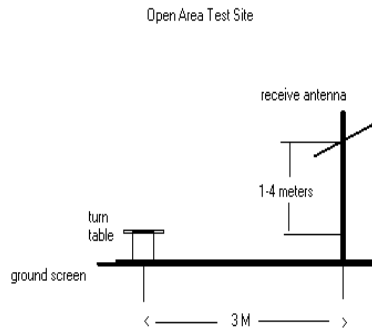 Open Area Test Site
receive antenna
1-4 meters
turn
table
ground screen
3 M